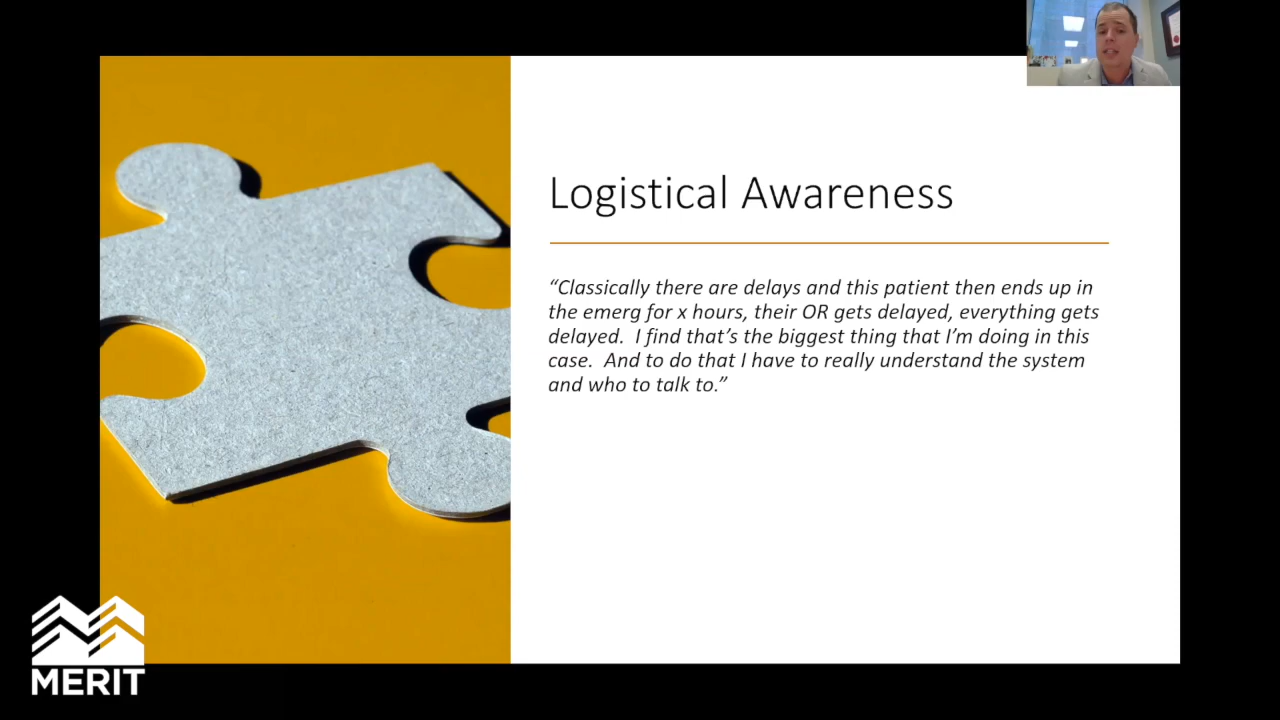 Logistical Awareness
“Classically there are delays and this patient then ends up in
the emerg for x hours, their OR gets delayed, everything gets
delayed.  I find that’s the biggest thing that I’m doing in this
case.  And to do that I have to really understand the system
and who to talk to.”
MERIT